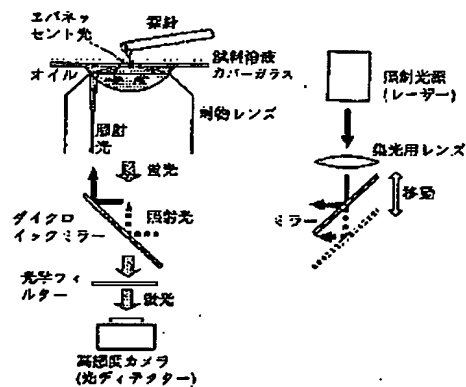 探針
エバネッ
セント光
試料溶液
カバーガラス
オイル
対物レンズ
照射
光
蛍光
ダイクロ
イックミラー
照射光
光学フィ
ルター
蛍光
高感度カメラ
(光ディテクター)
照射光源
(レーザー)
集光用レンズ
移動
ミラー